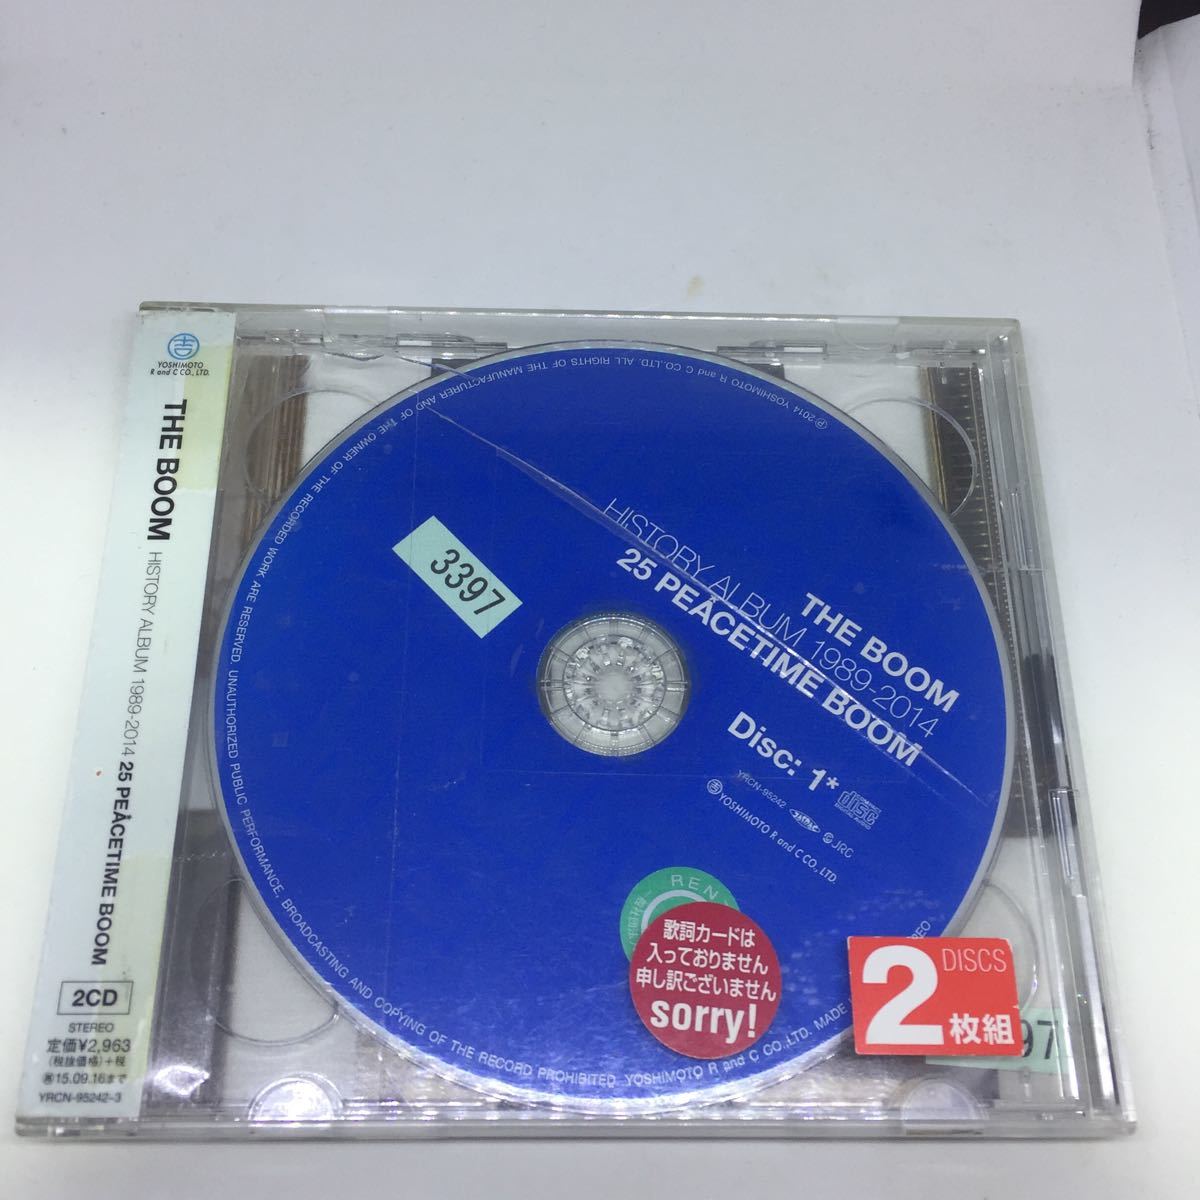 YOSHIMOTO
R and C CO., LTD.
THE BOOM HISTORY ALBUM 1989-2014 25 PEACETIME BOOM
2CD
STEREO
定価¥2,963
(税抜価格)+税
15.09.16まで
YRCN-95242-3
℗2014 YOSHIMOTO R and C CO.,LTD. ALL RIGHTS OF THE MANUFACTURER AND OF THE OWNER OF THE RECORDED WORK ARE RESERVED. UNAUTHORIZED PUBLIC PERFORMANCE, BROADCASTING AND COPYING OF THE RECORD PROHIBITED. YOSHIMOTO R and C CO.,LTD. MADE
3397
THE BOOM
HISTORY ALBUM 1989-2014
25 PEACETIME BOOM
Disc: 1*
YRCN-95242
disc
JRC
YOSHIMOTO R and C CO., LTD.
REN
歌詞カードは
入っておりません
申し訳ございません
sorry!
2 DISCS
枚組
97